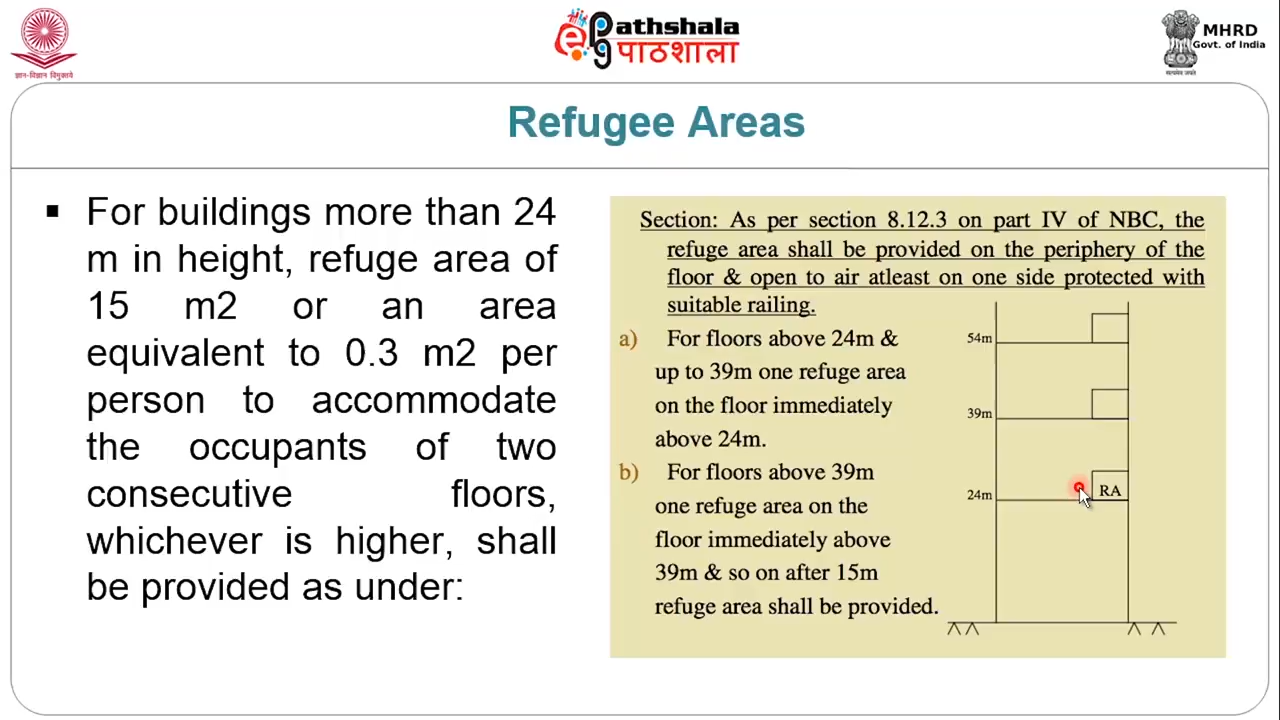 ज्ञान-विज्ञान विमुक्तये
ePathshala
पाठशाला
MHRD
Govt. of India
सत्यमेव जयते
Refugee Areas
▪ For buildings more than 24
m in height, refuge area of
15 m2 or an area
equivalent to 0.3 m2 per
person to accommodate
the occupants of two
consecutive floors,
whichever is higher, shall
be provided as under:
Section: As per section 8.12.3 on part IV of NBC, the
refuge area shall be provided on the periphery of the
floor & open to air atleast on one side protected with
suitable railing.
a) For floors above 24m &
up to 39m one refuge area
on the floor immediately
above 24m.
b) For floors above 39m
one refuge area on the
floor immediately above
39m & so on after 15m
refuge area shall be provided.
54m
39m
24m
RA